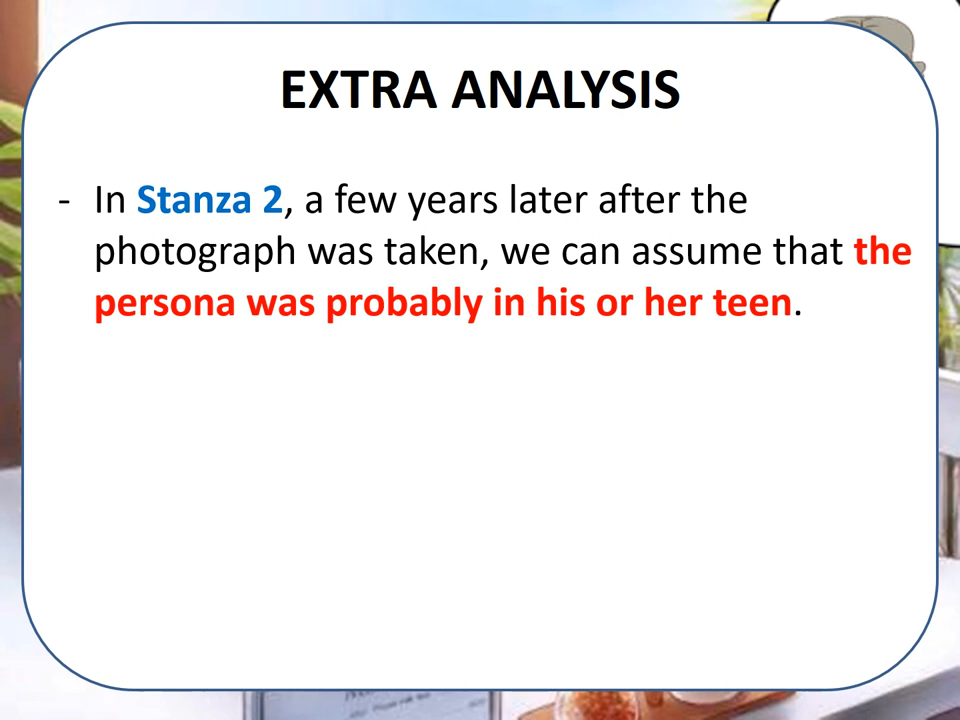 EXTRA ANALYSIS
- In Stanza 2, a few years later after the
photograph was taken, we can assume that the
persona was probably in his or her teen.